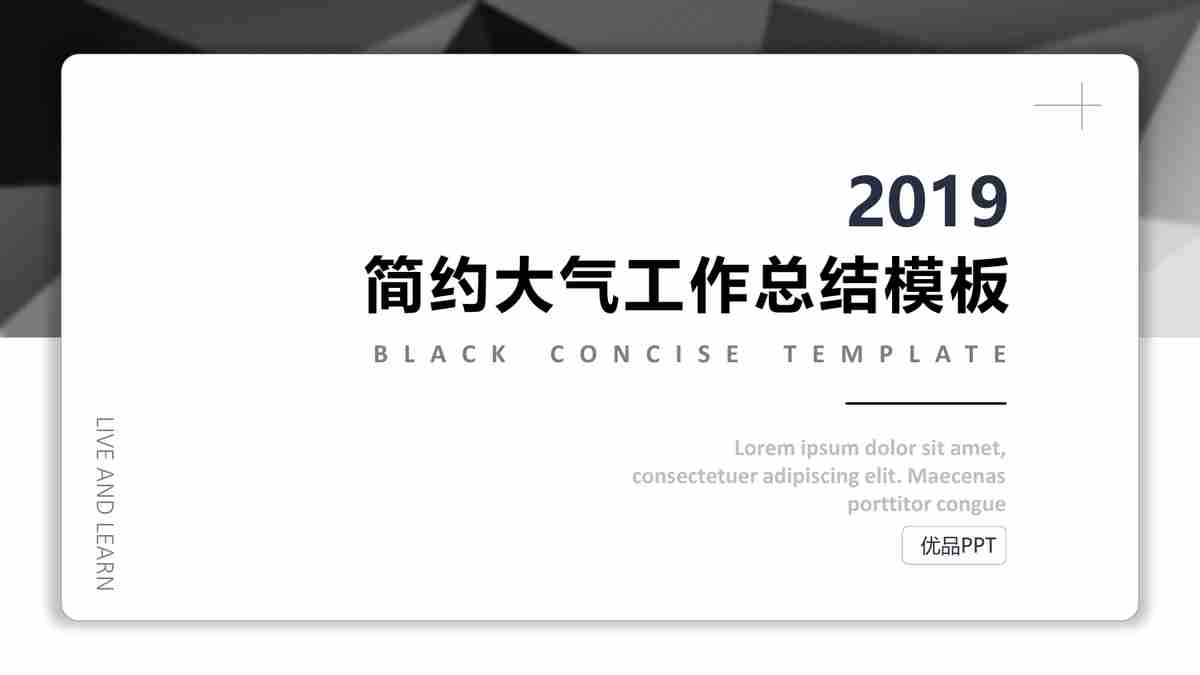 2019
简约大气工作总结模板
BLACK CONCISE TEMPLATE
Lorem ipsum dolor sit amet,
consectetuer adipiscing elit. Maecenas
porttitor congue
优品PPT
LIVE AND LEARN